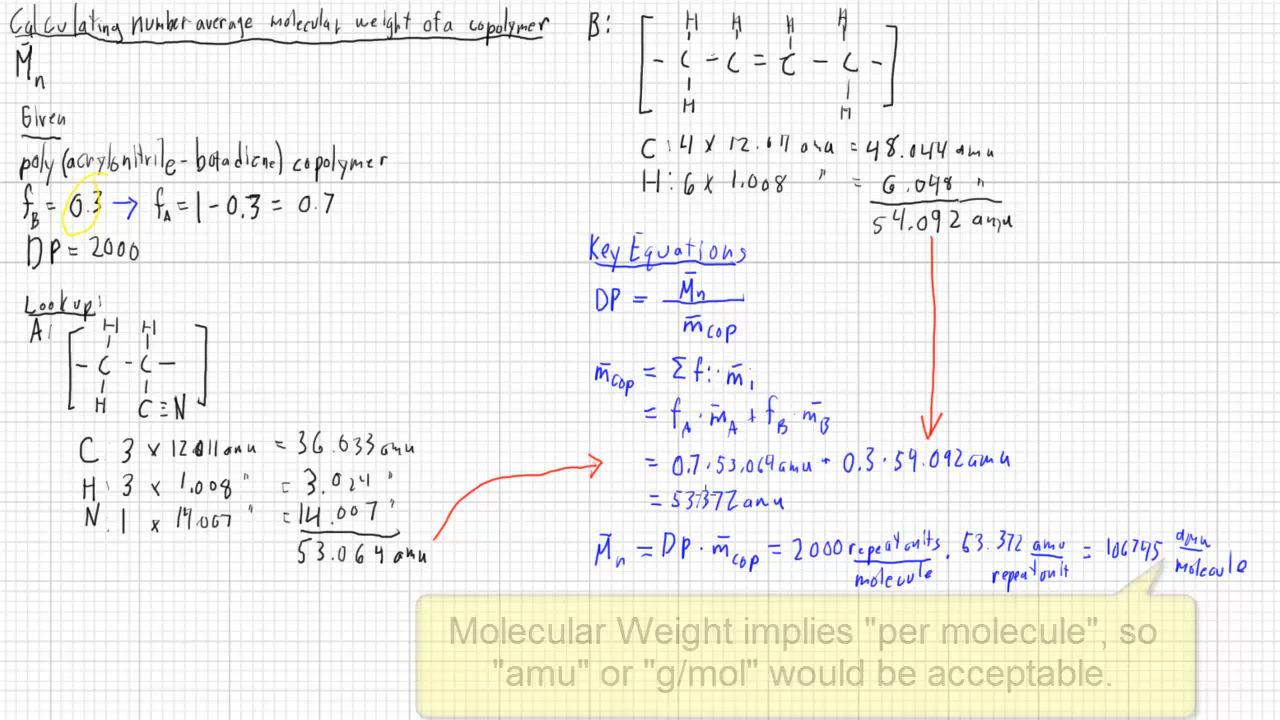 Calculating number average molecular weight of a copolymer
M̄n
Given
poly (acrylonitrile-butadiene) copolymer
fB = 0.3 → fA = 1 - 0.3 = 0.7
DP = 2000
Lookup:
A:
H H
- C - C -
H C≡N
C 3 x 12.011 amu = 36.033 amu
H: 3 x 1.008 " = 3.024 "
N: 1 x 14.007 " = 14.007 "
53.064 amu
B:
H H H H
- C - C = C - C -
H H
C: 4 x 12.011 amu = 48.044 amu
H: 6 x 1.008 " = 6.048 "
54.092 amu
Key Equations
DP = M̄n / m̄cop
m̄cop = Σ fi · m̄i
= fA · m̄A + fB · m̄B
= 0.7 · 53.064 amu + 0.3 · 54.092 amu
= 53.372 amu
M̄n = DP · m̄cop = 2000 repeat units / molecule · 53.372 amu / repeat unit = 106745 amu / molecule
Molecular Weight implies "per molecule", so
"amu" or "g/mol" would be acceptable.